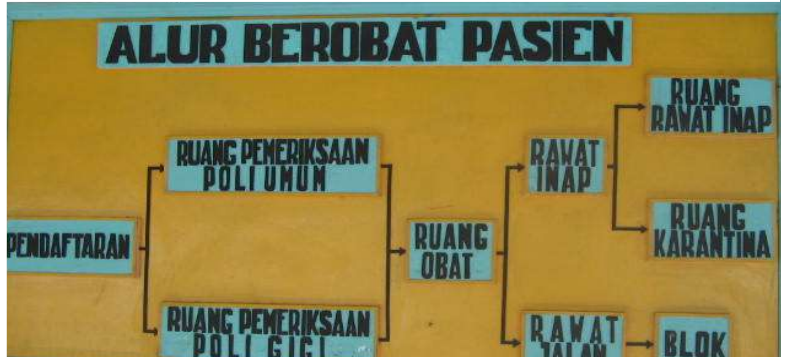 ALUR BEROBAT PASIEN
RUANG
RAWAT INAP
RUANG PEMERIKSAAN
POLI UMUM
RAWAT
INAP
PENDAFTARAN
RUANG
OBAT
RUANG
KARANTINA
RUANG PEMERIKSAAN
POLI GIGI
RAWAT
JALAN
BLOK